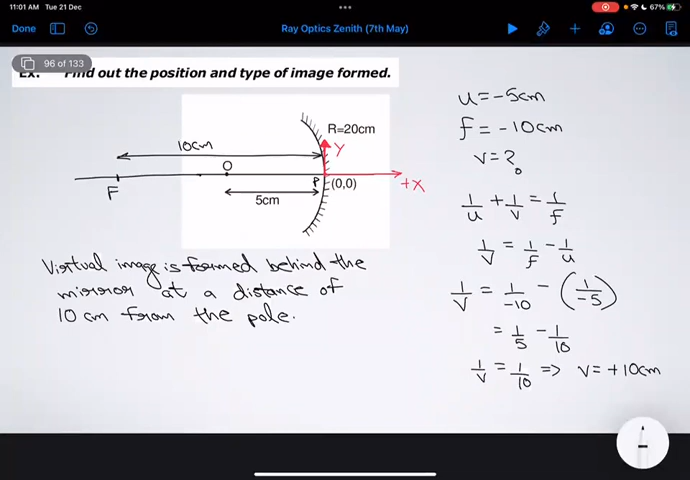 11:01 AM Tue 21 Dec
67%
Done
Ray Optics Zenith (7th May)
96 of 133
Ex. Find out the position and type of image formed.
R=20cm
10cm
Y
O
F
P
(0,0)
+X
5cm
Virtual image is formed behind the
mirror at a distance of
10 cm from the pole.
u = -5cm
f = -10cm
v = ?
1/u + 1/v = 1/f
1/v = 1/f - 1/u
1/v = 1/-10 - (1/-5)
= 1/5 - 1/10
1/v = 1/10 => v = +10cm